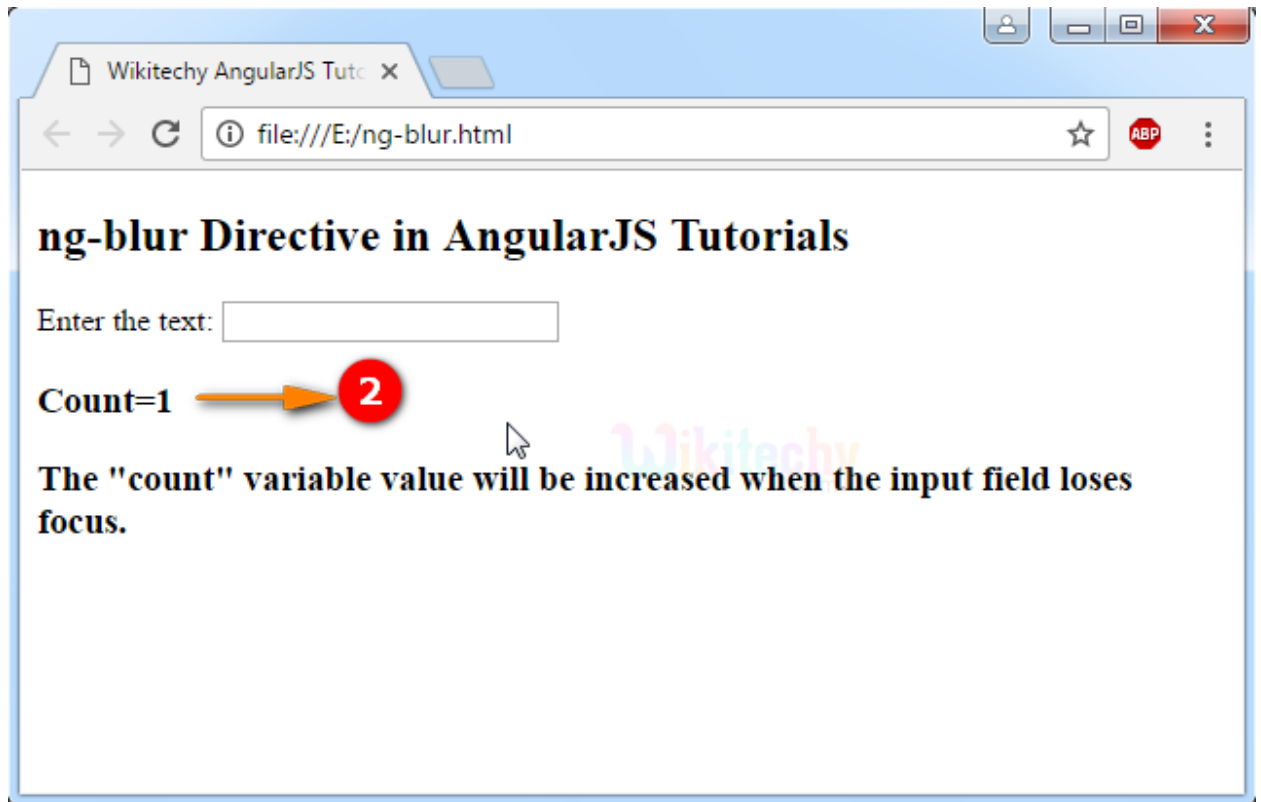 Wikitechy AngularJS Tuto
file:///E:/ng-blur.html
ABP
ng-blur Directive in AngularJS Tutorials
Enter the text:
Count=1
2
Wikitechy
The "count" variable value will be increased when the input field loses
focus.